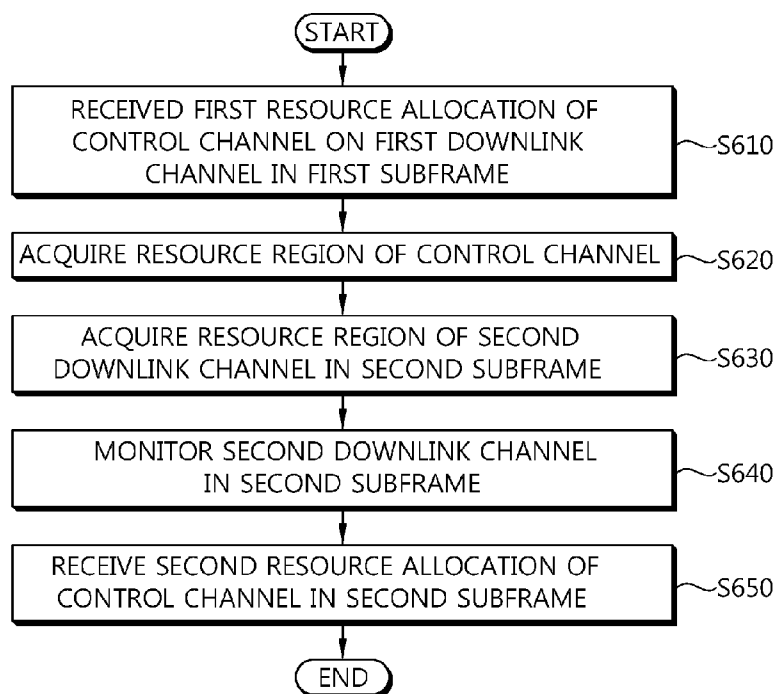 START
RECEIVED FIRST RESOURCE ALLOCATION OF
CONTROL CHANNEL ON FIRST DOWNLINK
CHANNEL IN FIRST SUBFRAME
S610
ACQUIRE RESOURCE REGION OF CONTROL CHANNEL
S620
ACQUIRE RESOURCE REGION OF SECOND
DOWNLINK CHANNEL IN SECOND SUBFRAME
S630
MONITOR SECOND DOWNLINK CHANNEL
IN SECOND SUBFRAME
S640
RECEIVE SECOND RESOURCE ALLOCATION OF
CONTROL CHANNEL IN SECOND SUBFRAME
S650
END